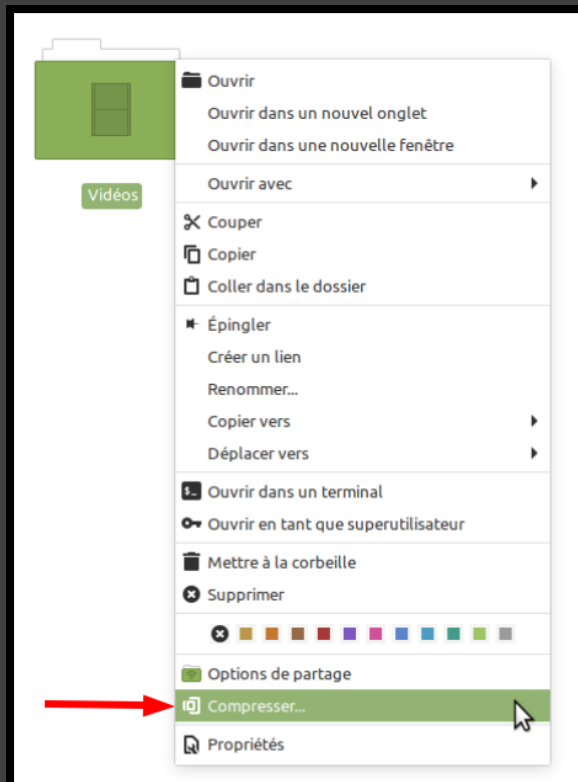 Vidéos
Ouvrir
Ouvrir dans un nouvel onglet
Ouvrir dans une nouvelle fenêtre
Ouvrir avec
Couper
Copier
Coller dans le dossier
Épingler
Créer un lien
Renommer...
Copier vers
Déplacer vers
Ouvrir dans un terminal
Ouvrir en tant que superutilisateur
Mettre à la corbeille
Supprimer
Options de partage
Compresser...
Propriétés